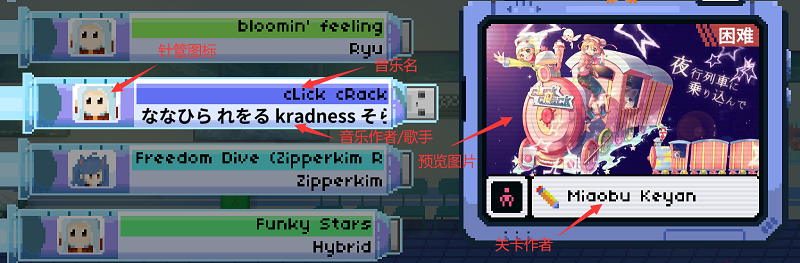 bloomin' feeling
Ryu
针管图标
音乐名
cLick cRack
ななひら れをる kradness そら
音乐作者/歌手
Freedom Dive (Zipperkim R
Zipperkim
Funky Stars
Hybrid
困难
夜行列車に
乗り込んで
预览图片
Miaobu Keyan
关卡作者